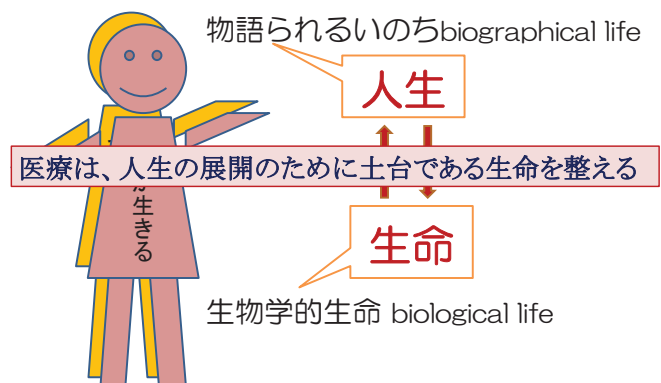 物語られるいのちbiographical life
人生
医療は、人生の展開のために土台である生命を整える
生きる
生命
生物学的生命 biological life